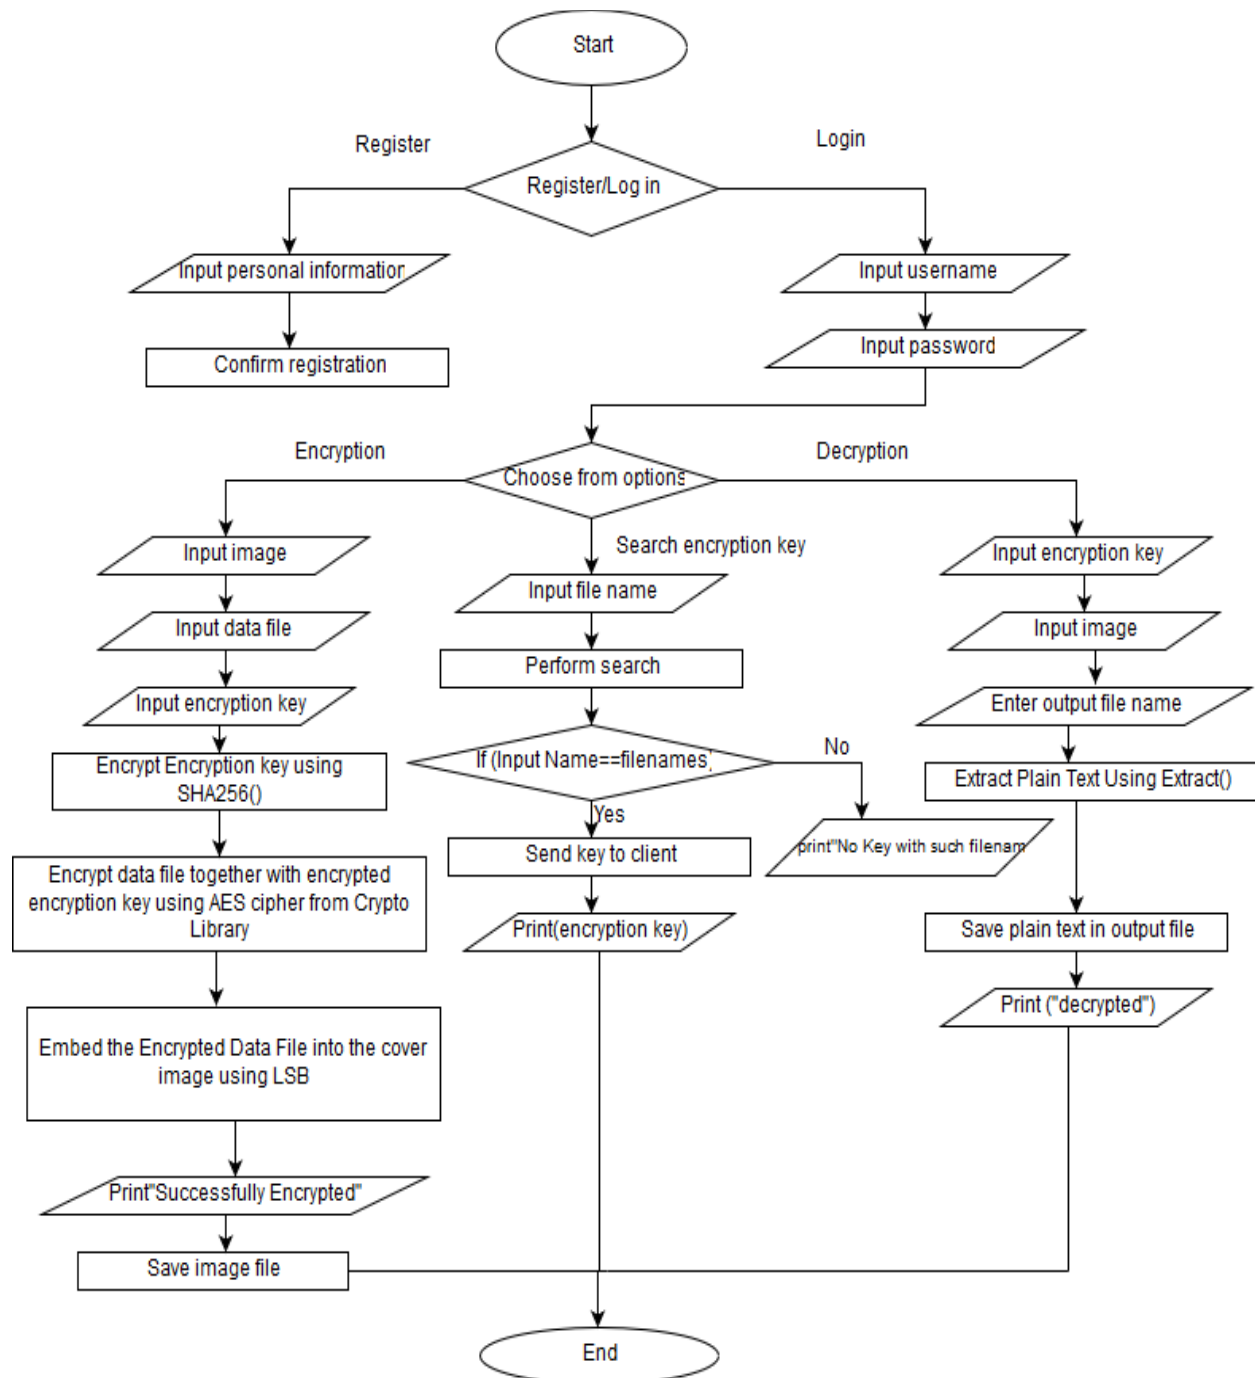 Start
Register
Login
Register/Log in
Input personal information
Input username
Confirm registration
Input password
Encryption
Decryption
Choose from options
Input image
Search encryption key
Input encryption key
Input file name
Input data file
Input image
Perform search
Input encryption key
Enter output file name
If (Input Name==filenames)
No
Encrypt Encryption key using
SHA256()
Extract Plain Text Using Extract()
Yes
Send key to client
print"No Key with such filenam
Encrypt data file together with encrypted
encryption key using AES cipher from Crypto
Library
Print(encryption key)
Save plain text in output file
Print ("decrypted")
Embed the Encrypted Data File into the cover
image using LSB
Print"Successfully Encrypted"
Save image file
End